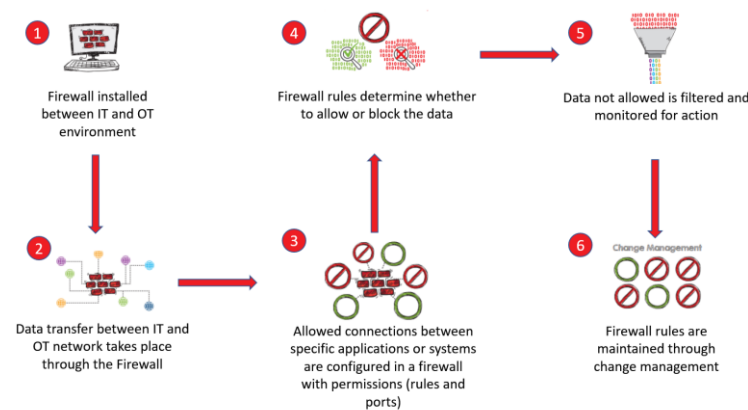 1
Firewall installed
between IT and OT
environment
2
Data transfer between IT and
OT network takes place
through the Firewall
3
Allowed connections between
specific applications or systems
are configured in a firewall
with permissions (rules and
ports)
4
Firewall rules determine whether
to allow or block the data
5
Data not allowed is filtered and
monitored for action
6
Change Management
Firewall rules are
maintained through
change management